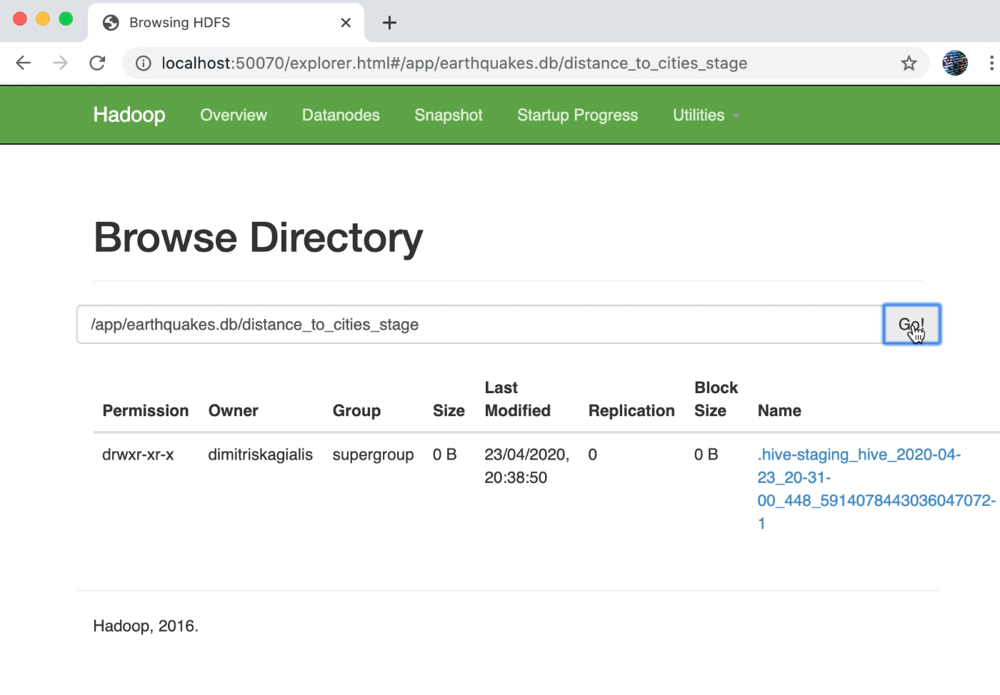 Browsing HDFS
localhost:50070/explorer.html#/app/earthquakes.db/distance_to_cities_stage
Hadoop Overview Datanodes Snapshot Startup Progress Utilities
Browse Directory
/app/earthquakes.db/distance_to_cities_stage Go!
Permission Owner Group Size Last Modified Replication Block Size Name
drwxr-xr-x dimitriskagialis supergroup 0 B 23/04/2020, 0 0 B .hive-staging_hive_2020-04-
20:38:50 23_20-31-
00_448_5914078443036047072-
1
Hadoop, 2016.